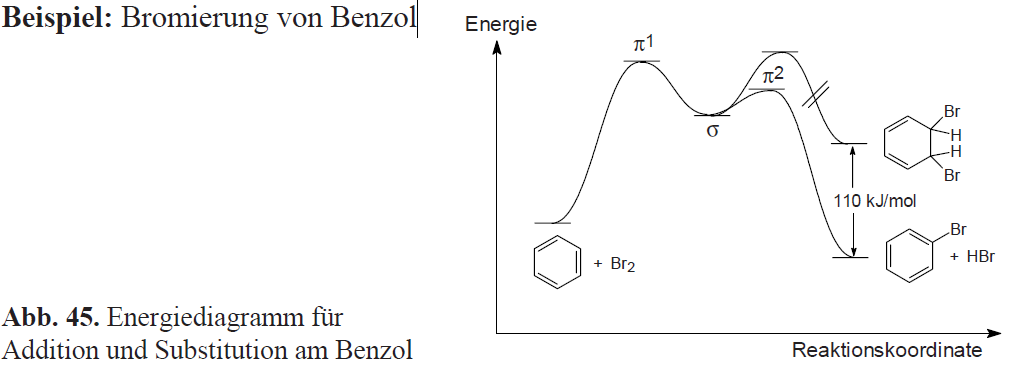 Beispiel: Bromierung von Benzol
Energie
π1
π2
σ
Br
H
H
Br
110 kJ/mol
Br
+ Br2
+ HBr
Abb. 45. Energiediagramm für
Addition und Substitution am Benzol
Reaktionskoordinate